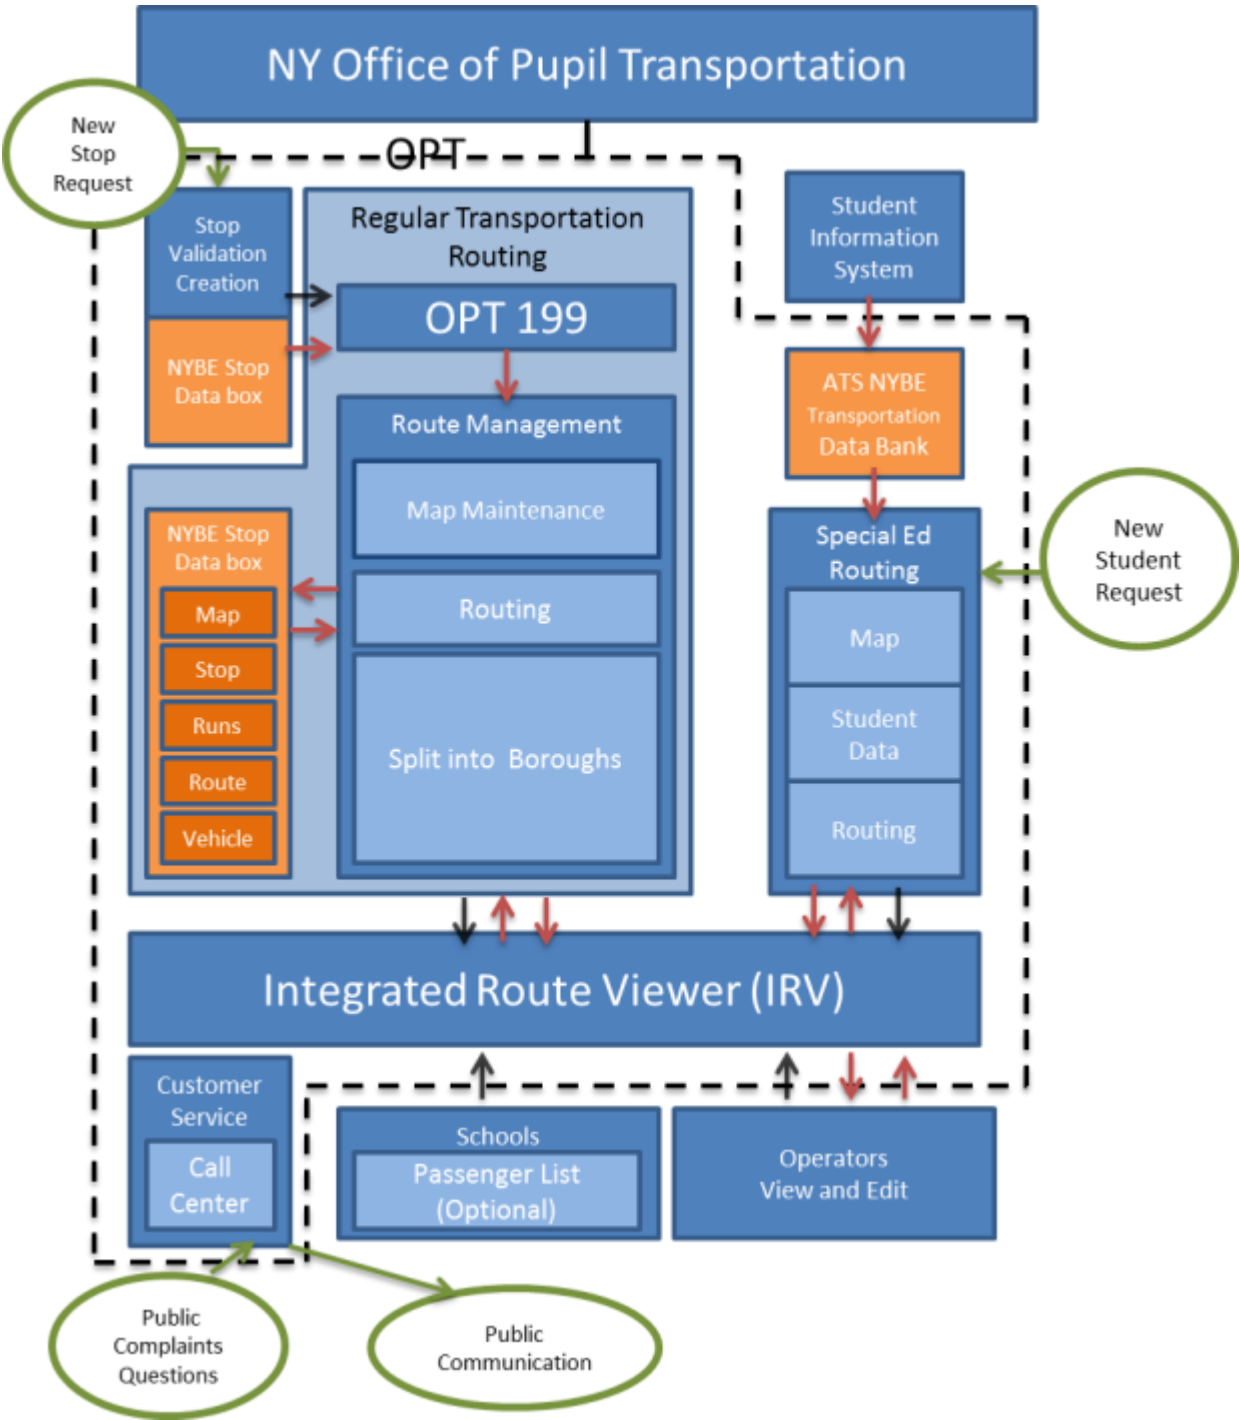 NY Office of Pupil Transportation
New
Stop
Request
OPT
Stop
Validation
Creation
NYBE Stop
Data box
Regular Transportation
Routing
OPT 199
Route Management
Map Maintenance
Routing
Split into Boroughs
NYBE Stop
Data box
Map
Stop
Runs
Route
Vehicle
Student
Information
System
ATS NYBE
Transportation
Data Bank
Special Ed
Routing
Map
Student
Data
Routing
New
Student
Request
Integrated Route Viewer (IRV)
Customer
Service
Call
Center
Schools
Passenger List
(Optional)
Operators
View and Edit
Public
Complaints
Questions
Public
Communication